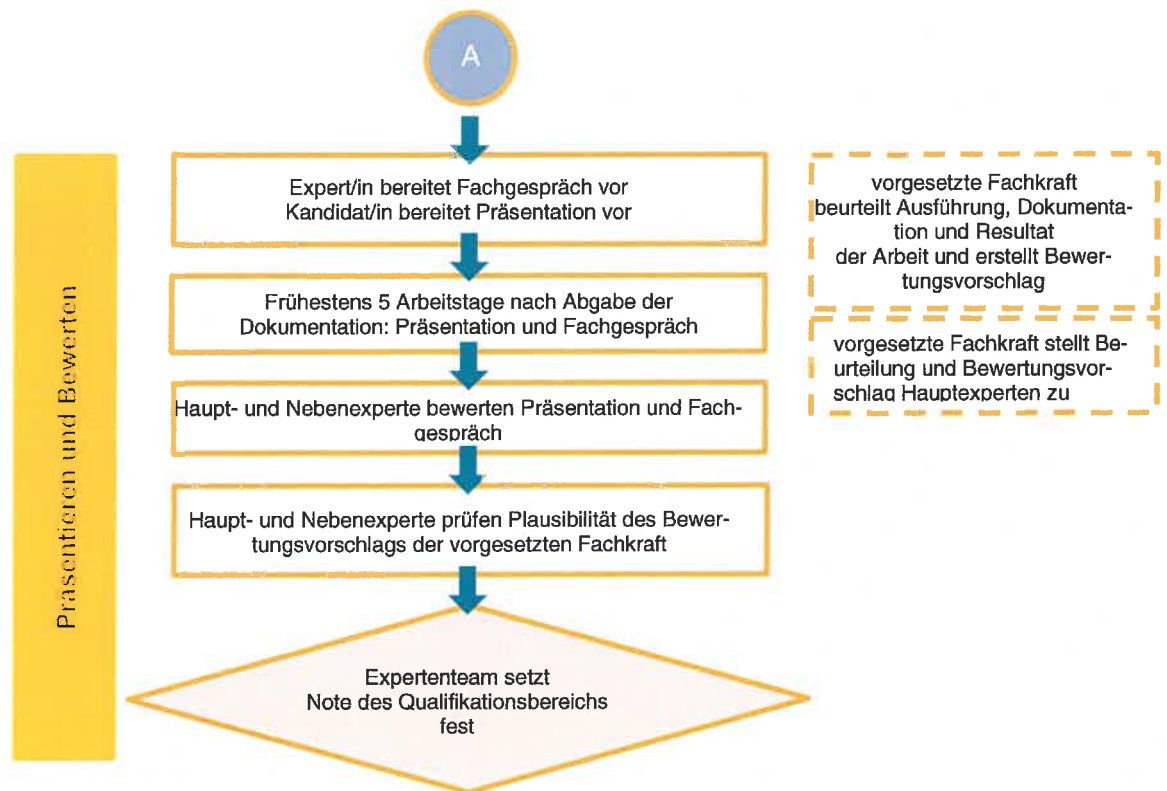 A
Präsentieren und Bewerten
Expert/in bereitet Fachgespräch vor
Kandidat/in bereitet Präsentation vor
vorgesetzte Fachkraft
beurteilt Ausführung, Dokumenta-
tion und Resultat
der Arbeit und erstellt Bewer-
tungsvorschlag
Frühestens 5 Arbeitstage nach Abgabe der
Dokumentation: Präsentation und Fachgespräch
vorgesetzte Fachkraft stellt Be-
urteilung und Bewertungsvor-
schlag Hauptexperten zu
Haupt- und Nebenexperte bewerten Präsentation und Fach-
gespräch
Haupt- und Nebenexperte prüfen Plausibilität des Bewer-
tungsvorschlags der vorgesetzten Fachkraft
Expertenteam setzt
Note des Qualifikationsbereichs
fest